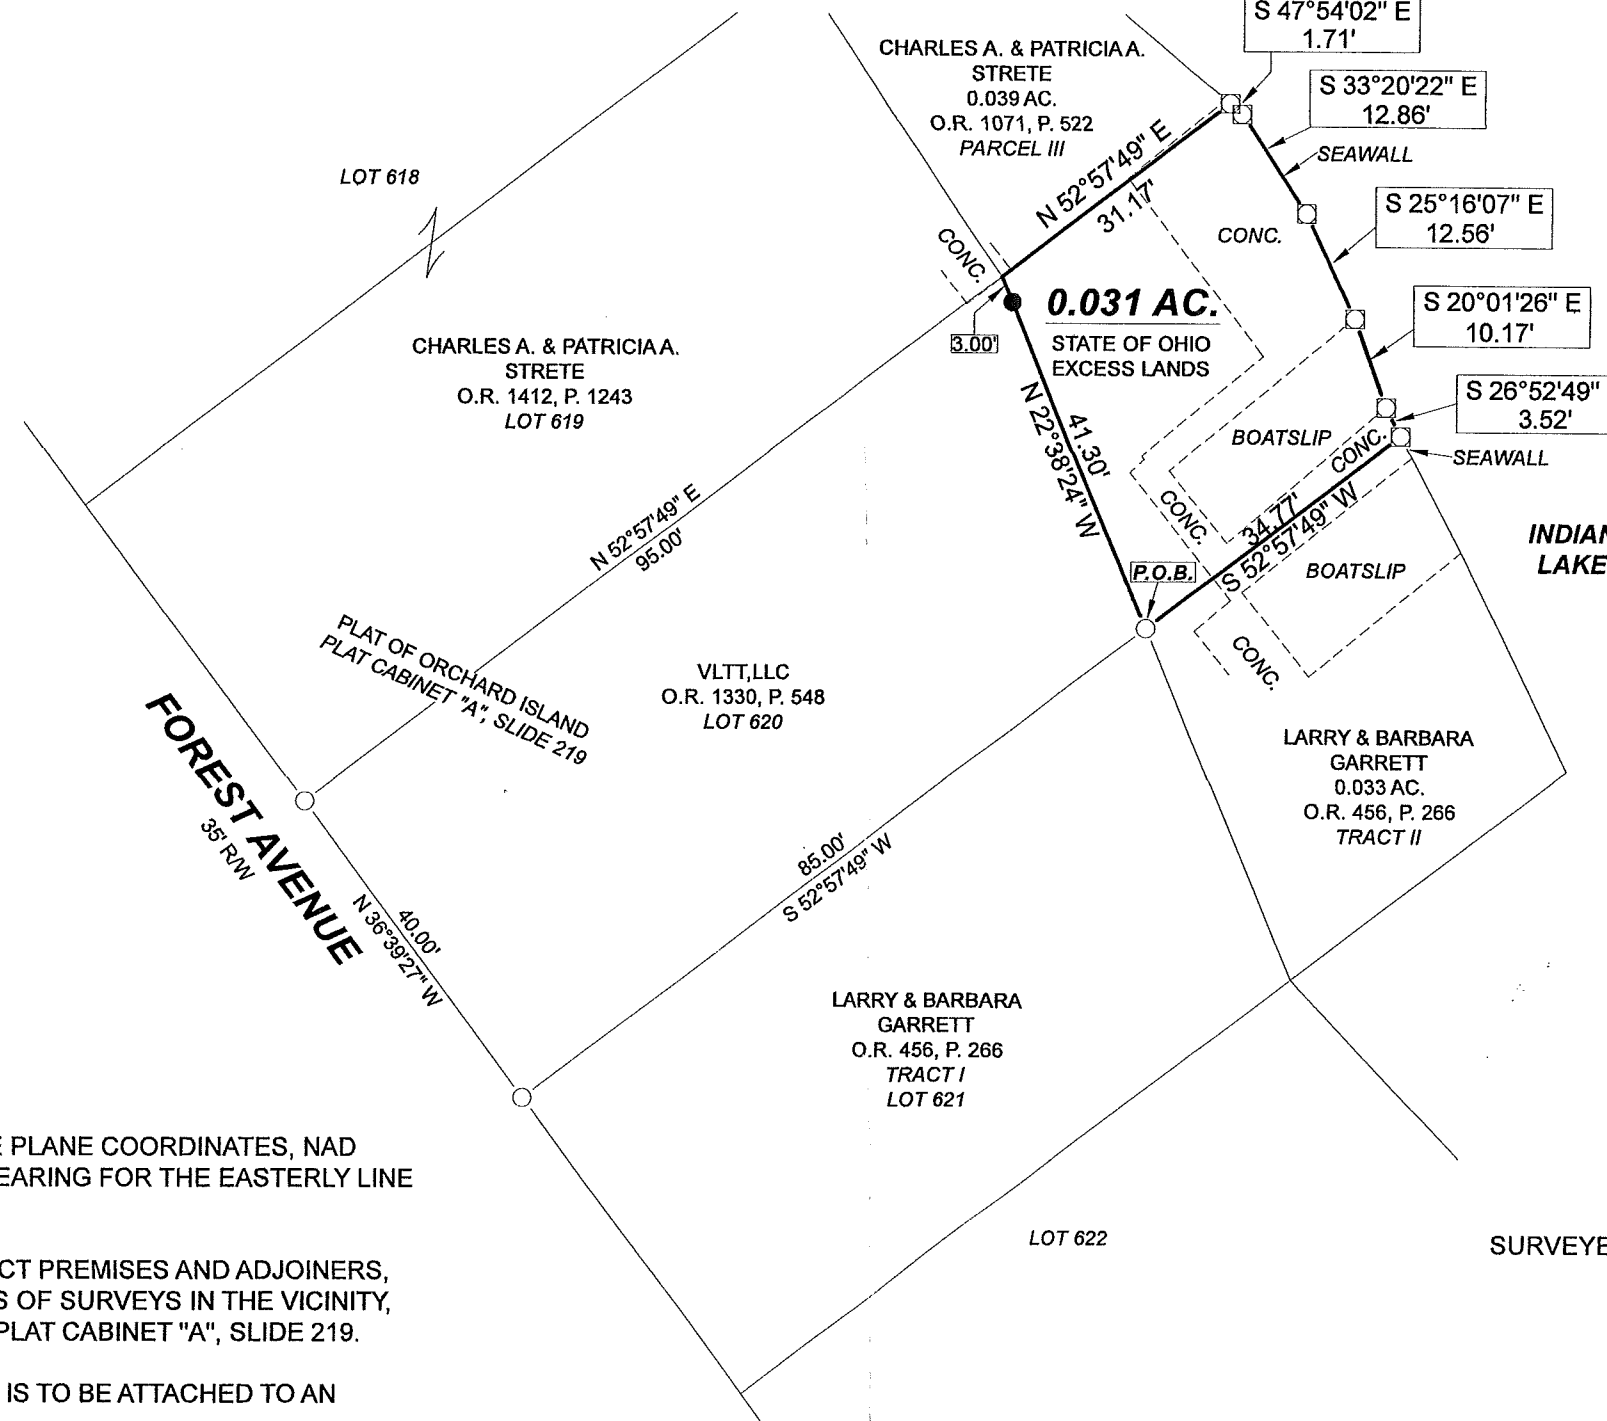 S 47°54'02" E
1.71'
CHARLES A. & PATRICIA A.
STRETE
0.039 AC.
O.R. 1071, P. 522
PARCEL III
S 33°20'22" E
12.86'
SEAWALL
LOT 618
N 52°57'49" E
31.17'
S 25°16'07" E
12.56'
CONC.
CONC.
0.031 AC.
STATE OF OHIO
EXCESS LANDS
3.00'
S 20°01'26" E
10.17'
CHARLES A. & PATRICIA A.
STRETE
O.R. 1412, P. 1243
LOT 619
41.30'
N 22°38'24" W
S 26°52'49"
3.52'
BOATSLIP
CONC.
SEAWALL
CONC.
34.77'
S 52°57'49" W
INDIAN
LAKE
N 52°57'49" E
95.00'
P.O.B.
BOATSLIP
CONC.
PLAT OF ORCHARD ISLAND
PLAT CABINET "A", SLIDE 219
VLTT,LLC
O.R. 1330, P. 548
LOT 620
FOREST AVENUE
35' R/W
LARRY & BARBARA
GARRETT
0.033 AC.
O.R. 456, P. 266
TRACT II
85.00'
S 52°57'49" W
40.00'
N 36°39'27" W
LARRY & BARBARA
GARRETT
O.R. 456, P. 266
TRACT I
LOT 621
E PLANE COORDINATES, NAD
EARING FOR THE EASTERLY LINE
LOT 622
SURVEYE
CT PREMISES AND ADJOINERS,
S OF SURVEYS IN THE VICINITY,
PLAT CABINET "A", SLIDE 219.
IS TO BE ATTACHED TO AN